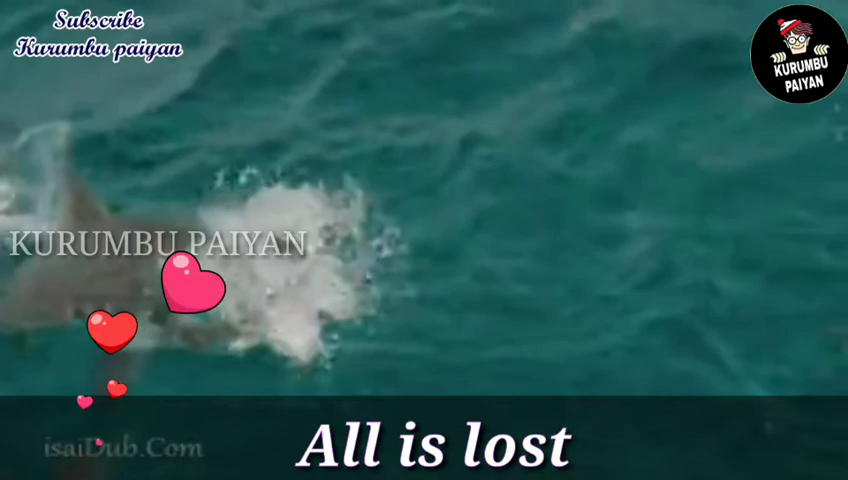 Subscribe
Kurumbu paiyan
KURUMBU
PAIYAN
KURUMBU PAIYAN
isaiDub.Com
All is lost